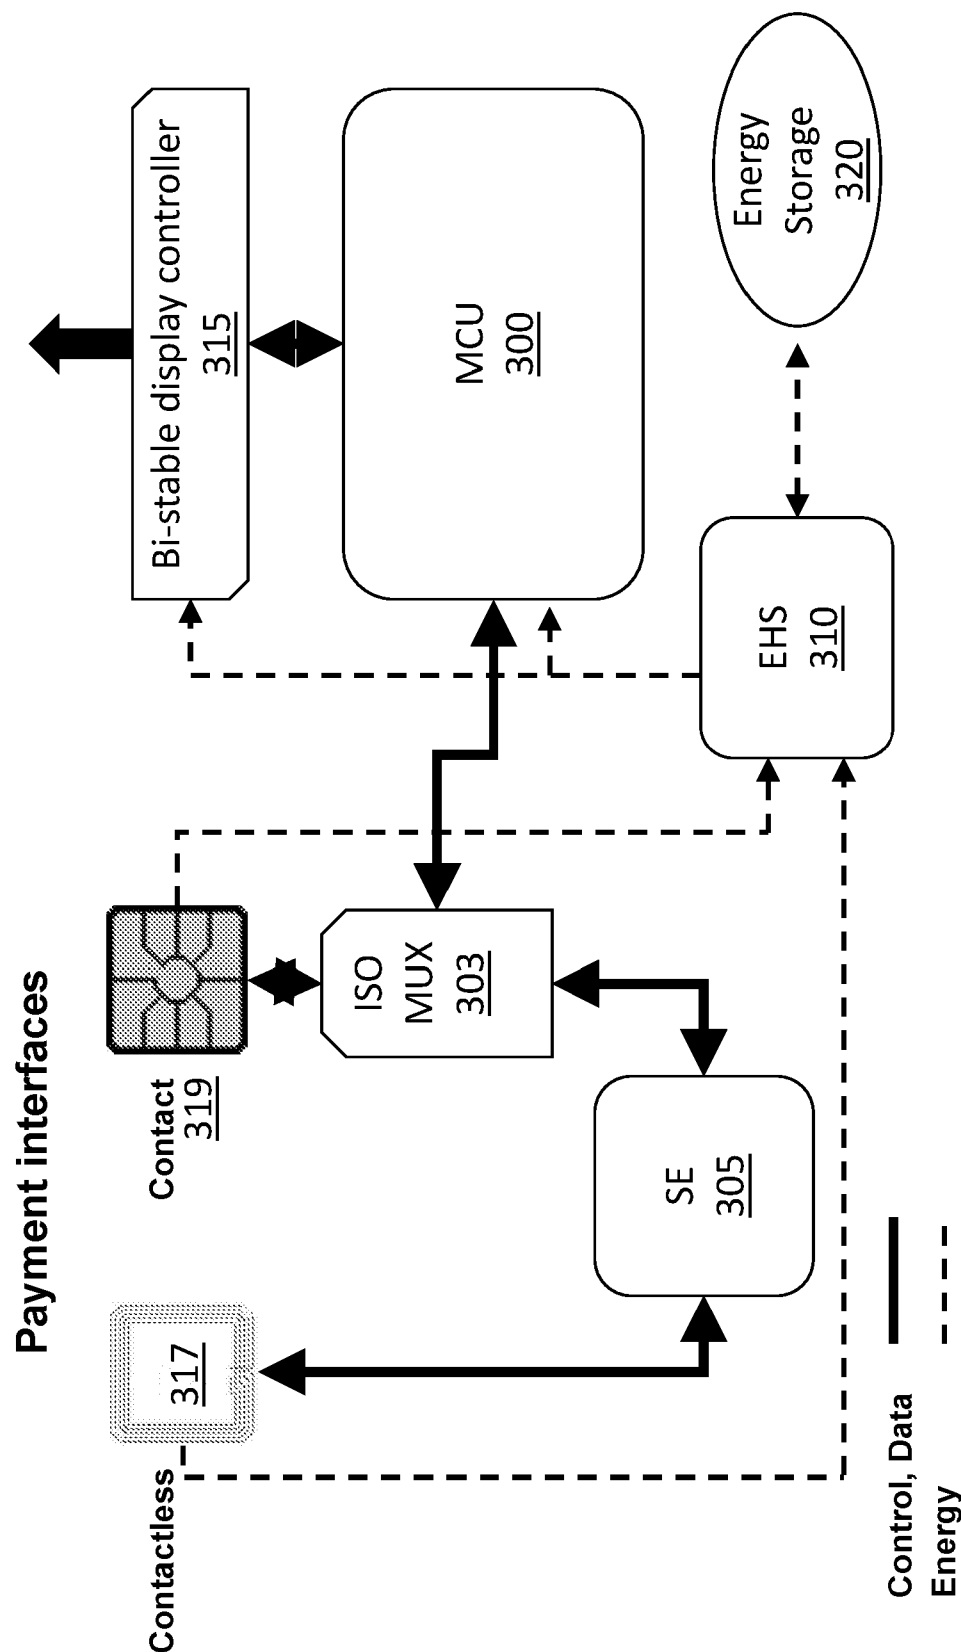 Payment interfaces
Contactless
317
Contact
319
Bi-stable display controller
315
ISO
MUX
303
MCU
300
SE
305
EHS
310
Energy
Storage
320
Control, Data
Energy